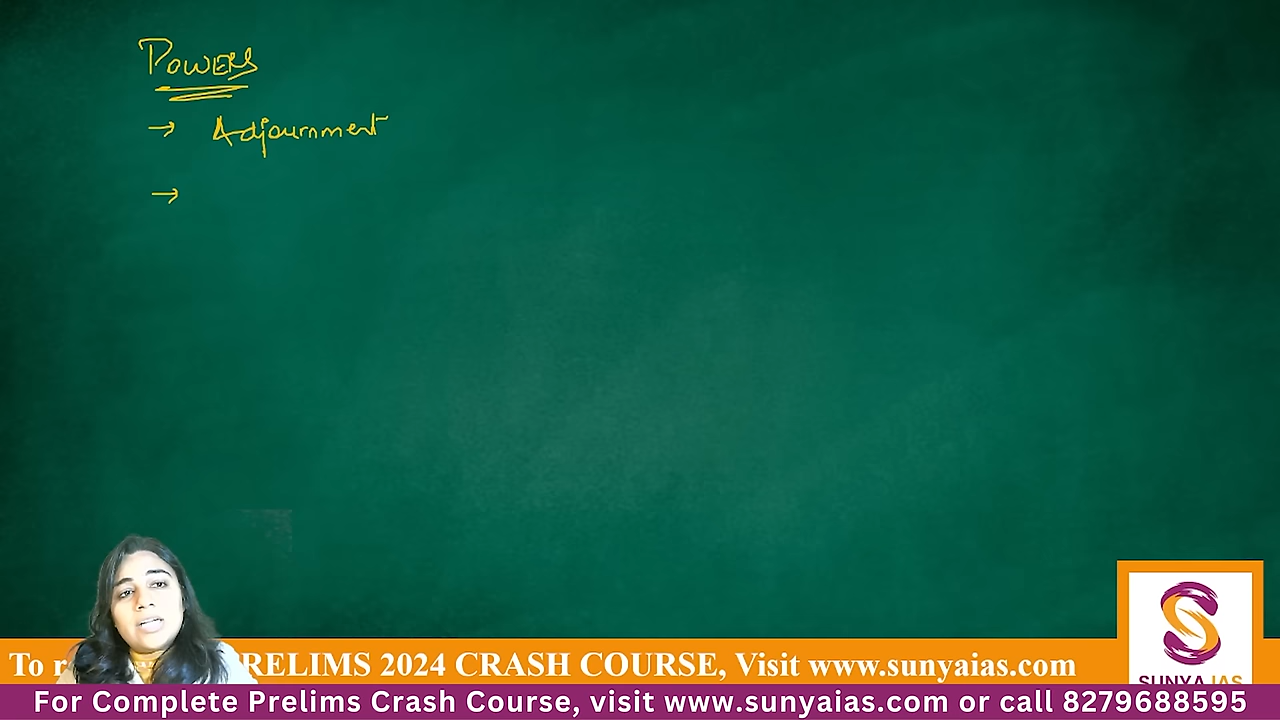 Powers
→ Adjournment
→
To r RELIMS 2024 CRASH COURSE, Visit www.sunyaias.com
SUNYA IAS
For Complete Prelims Crash Course, visit www.sunyaias.com or call 8279688595